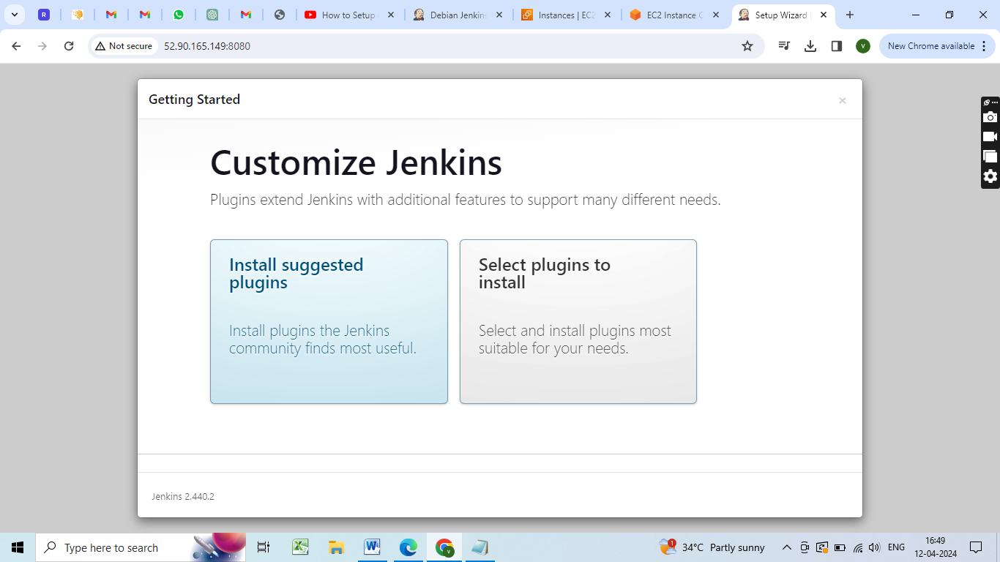 R
How to Setup
Debian Jenkin
Instances | EC2
EC2 Instance C
Setup Wizard
Not secure
52.90.165.149:8080
V
New Chrome available
Getting Started
Customize Jenkins
Plugins extend Jenkins with additional features to support many different needs.
Install suggested
plugins
Install plugins the Jenkins
community finds most useful.
Select plugins to
install
Select and install plugins most
suitable for your needs.
Jenkins 2.440.2
Type here to search
1
34°C Partly sunny
ENG
16:49
12-04-2024